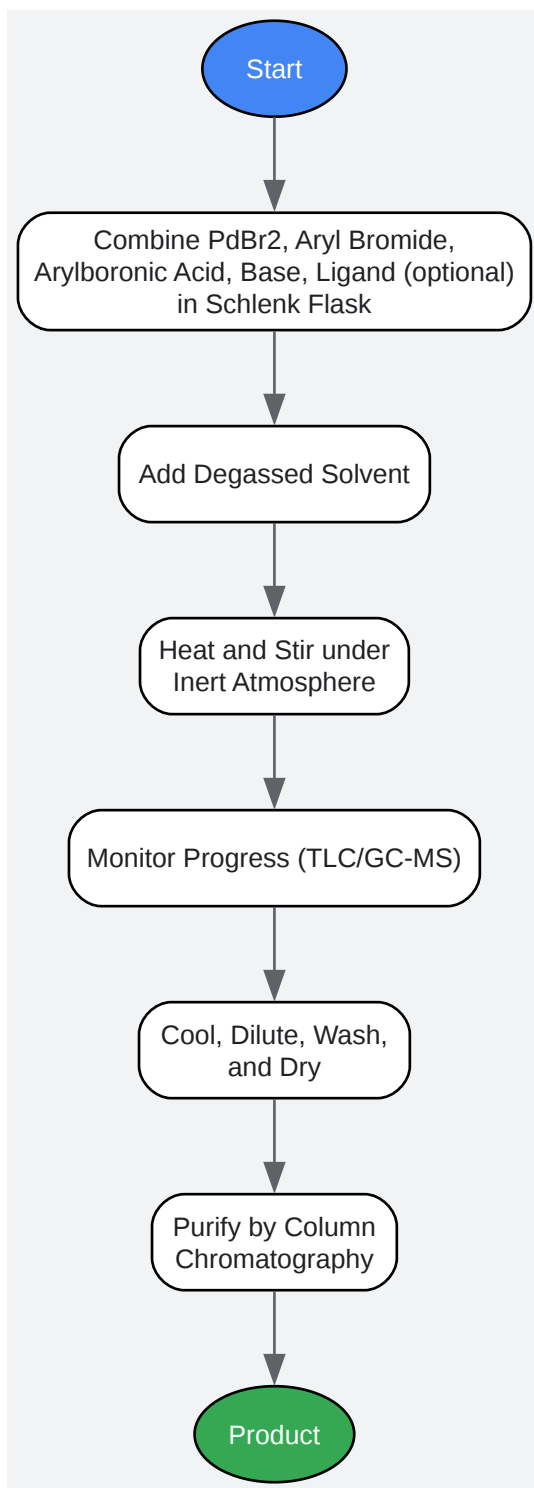 Start
Combine PdBr2, Aryl Bromide,
Arylboronic Acid, Base, Ligand (optional)
in Schlenk Flask
Add Degassed Solvent
Heat and Stir under
Inert Atmosphere
Monitor Progress (TLC/GC-MS)
Cool, Dilute, Wash,
and Dry
Purify by Column
Chromatography
Product